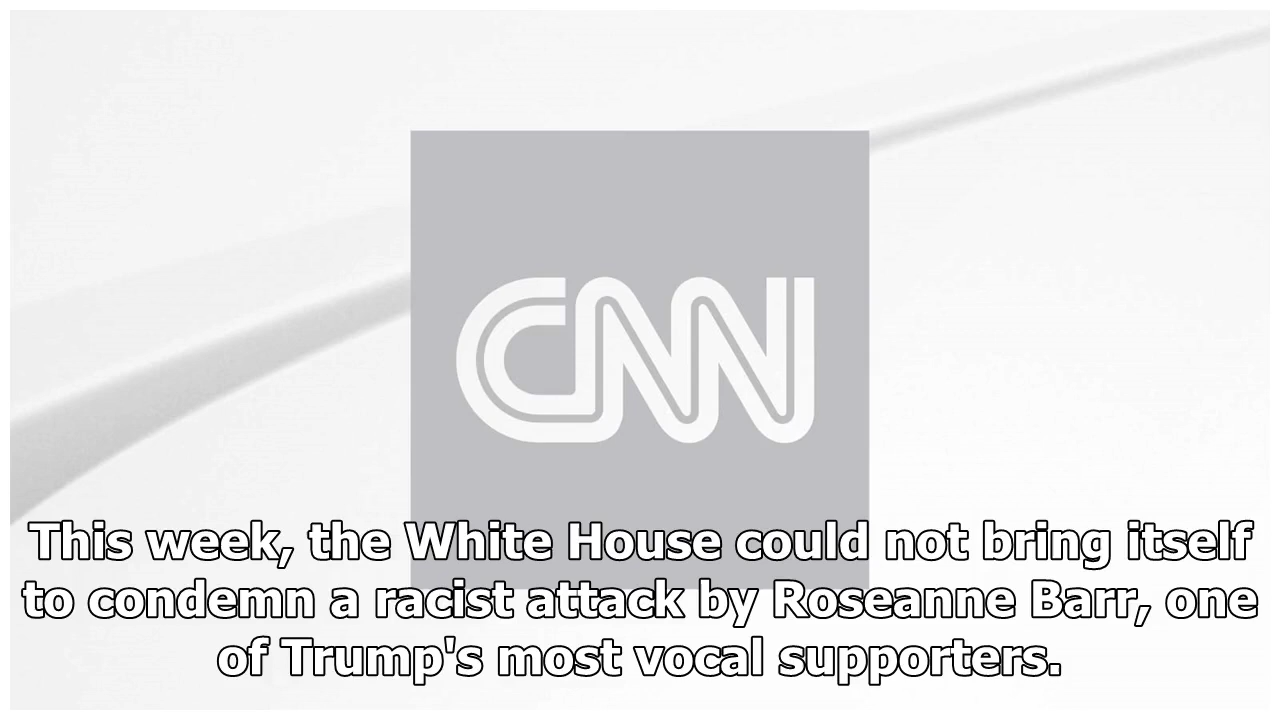 CNN
This week, the White House could not bring itself
to condemn a racist attack by Roseanne Barr, one
of Trump's most vocal supporters.